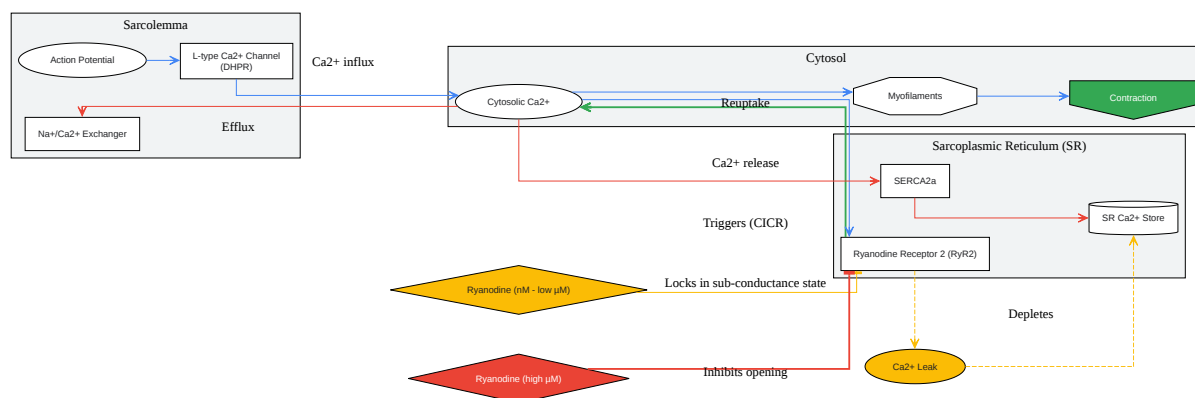 Sarcolemma
Action Potential
L-type Ca2+ Channel
(DHPR)
Na+/Ca2+ Exchanger
Ca2+ influx
Efflux
Cytosol
Cytosolic Ca2+
Reuptake
Myofilaments
Contraction
Ca2+ release
Sarcoplasmic Reticulum (SR)
SERCA2a
SR Ca2+ Store
Triggers (CICR)
Ryanodine Receptor 2 (RyR2)
Ryanodine (nM - low µM)
Locks in sub-conductance state
Depletes
Ryanodine (high µM)
Inhibits opening
Ca2+ Leak